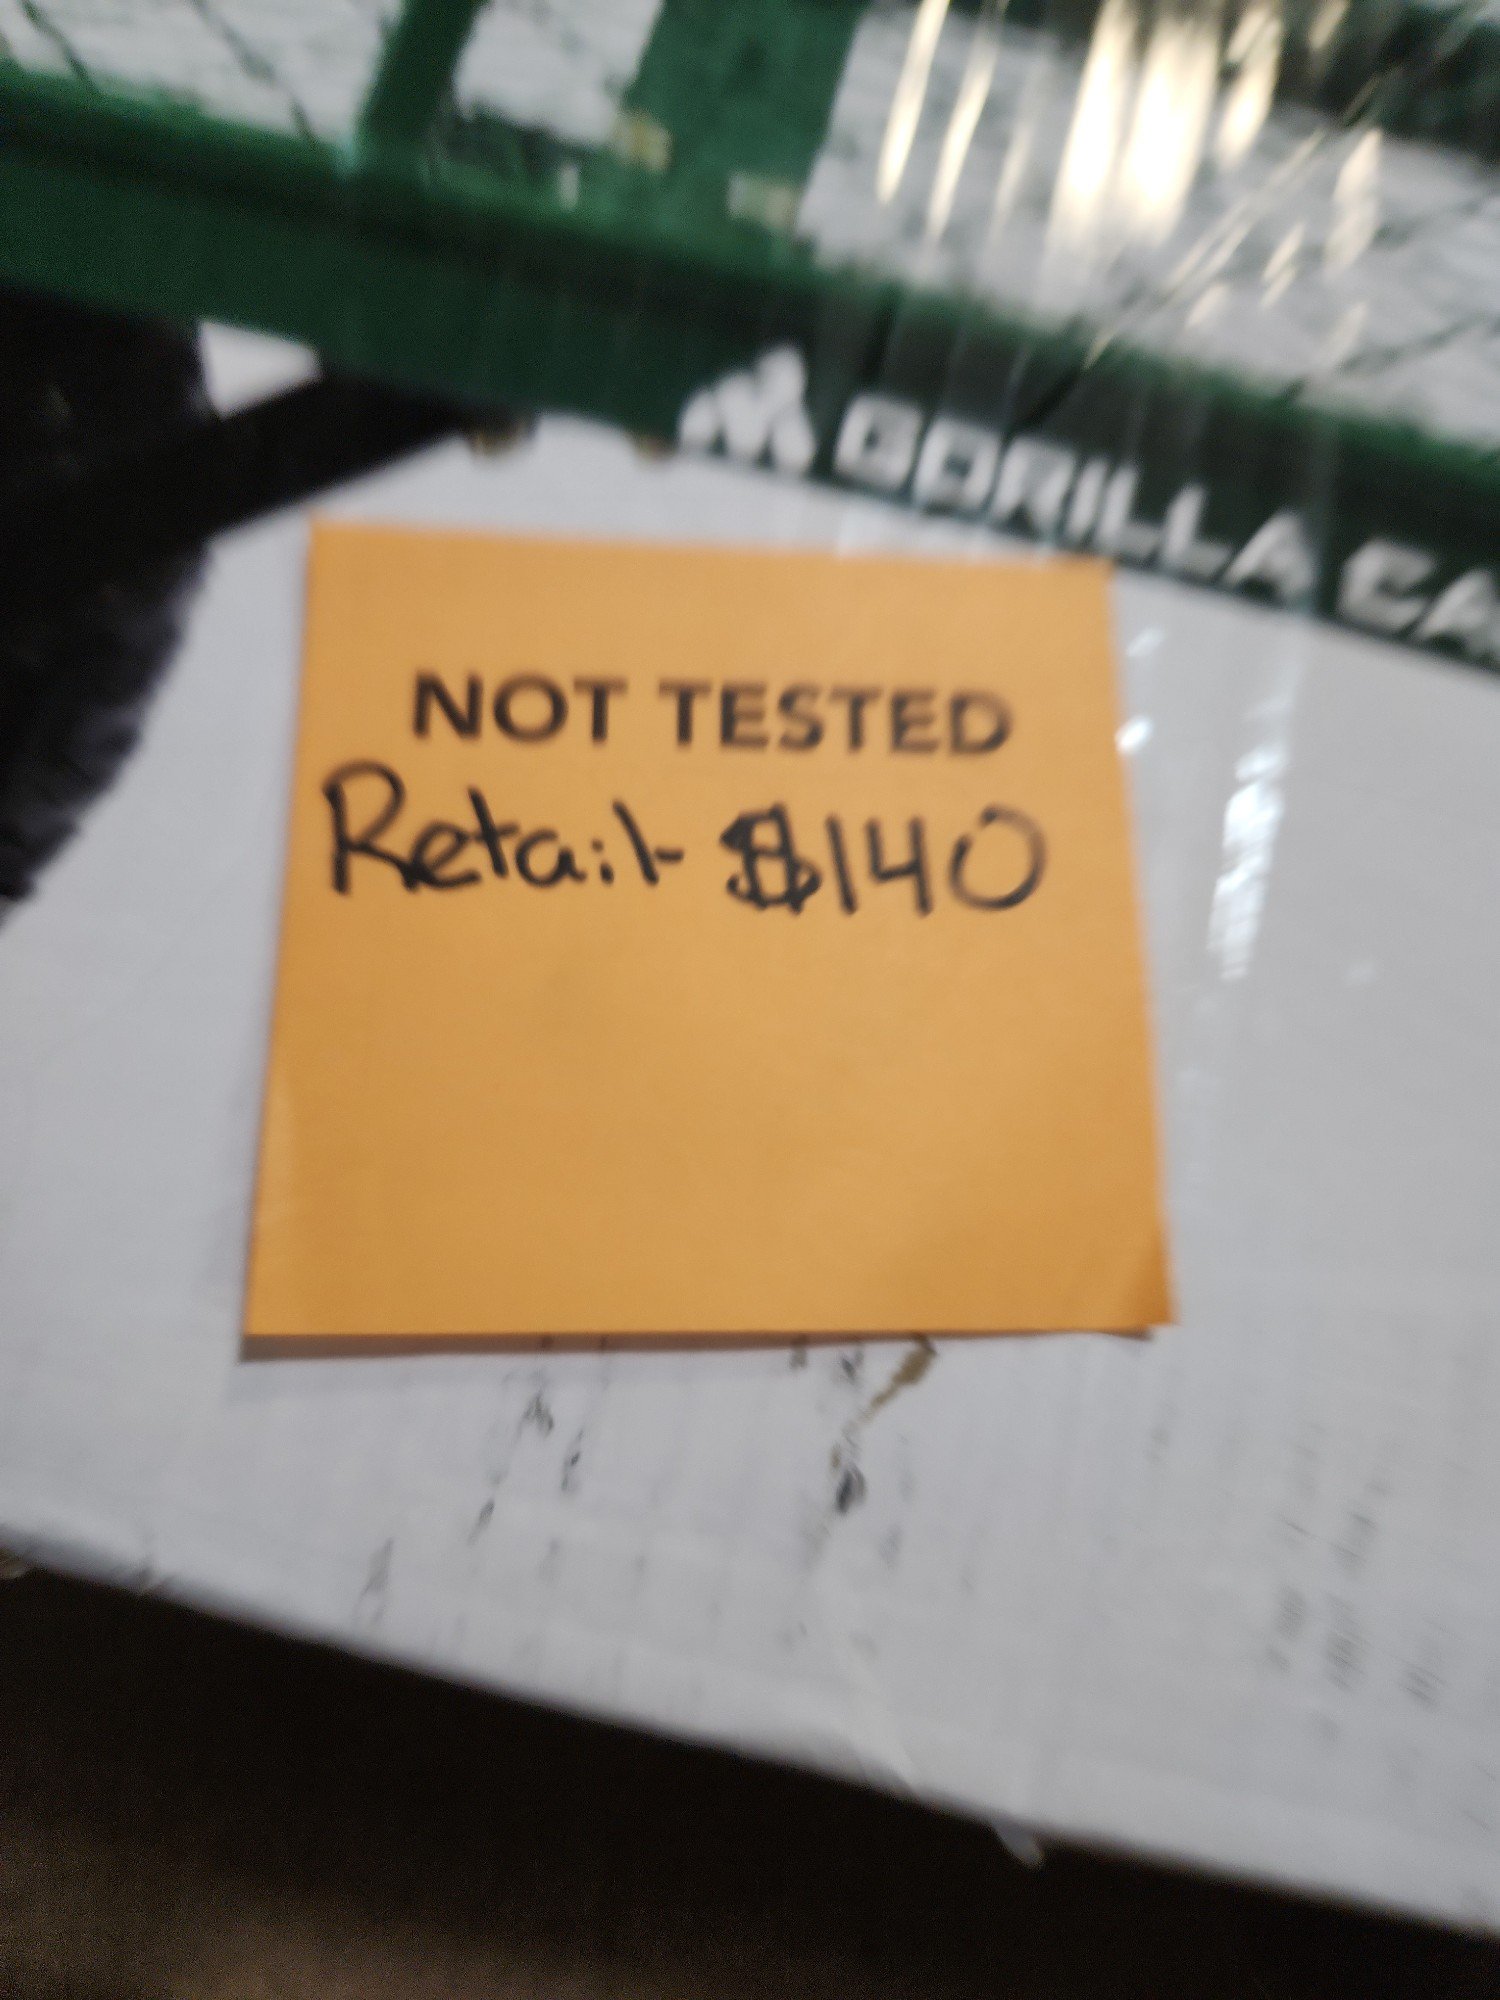 GORILLA CA
NOT TESTED
Retail- $140